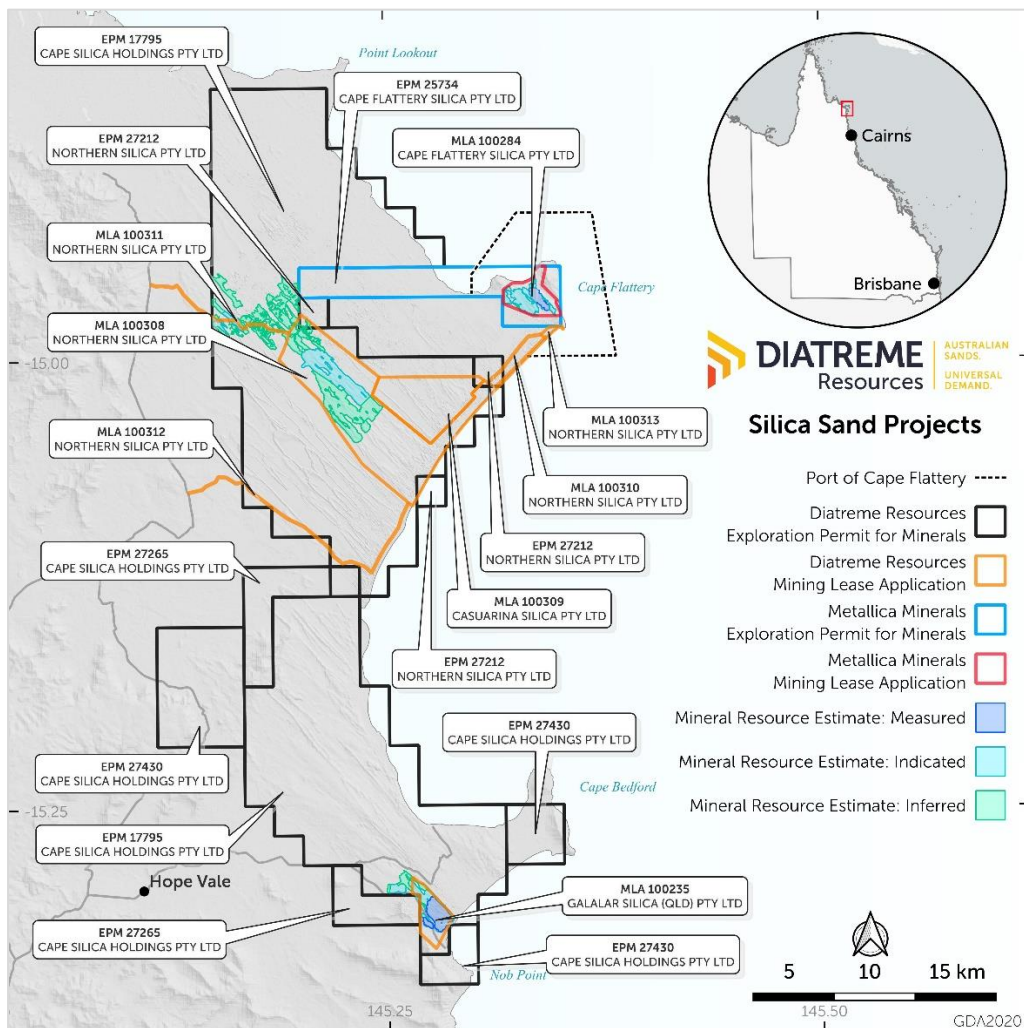 EPM 17795
CAPE SILICA HOLDINGS PTY LTD
Point Lookout
EPM 25734
CAPE FLATTERY SILICA PTY LTD
EPM 27212
NORTHERN SILICA PTY LTD
MLA 100284
CAPE FLATTERY SILICA PTY LTD
MLA 100311
NORTHERN SILICA PTY LTD
Cape Flattery
MLA 100308
NORTHERN SILICA PTY LTD
-15.00
MLA 100312
NORTHERN SILICA PTY LTD
MLA 100313
NORTHERN SILICA PTY LTD
MLA 100310
NORTHERN SILICA PTY LTD
EPM 27212
NORTHERN SILICA PTY LTD
EPM 27265
CAPE SILICA HOLDINGS PTY LTD
MLA 100309
CASUARINA SILICA PTY LTD
EPM 27212
NORTHERN SILICA PTY LTD
EPM 27430
CAPE SILICA HOLDINGS PTY LTD
EPM 27430
CAPE SILICA HOLDINGS PTY LTD
Cape Bedford
-15.25
EPM 17795
CAPE SILICA HOLDINGS PTY LTD
Hope Vale
MLA 100235
GALALAR SILICA (QLD) PTY LTD
EPM 27265
CAPE SILICA HOLDINGS PTY LTD
EPM 27430
CAPE SILICA HOLDINGS PTY LTD
Nob Point
145.25
145.50
Cairns
Brisbane
DIATREME
Resources
AUSTRALIAN
SANDS.
UNIVERSAL
DEMAND.
Silica Sand Projects
Port of Cape Flattery
Diatreme Resources
Exploration Permit for Minerals
Diatreme Resources
Mining Lease Application
Metallica Minerals
Exploration Permit for Minerals
Metallica Minerals
Mining Lease Application
Mineral Resource Estimate: Measured
Mineral Resource Estimate: Indicated
Mineral Resource Estimate: Inferred
5 10 15 km
GDA2020